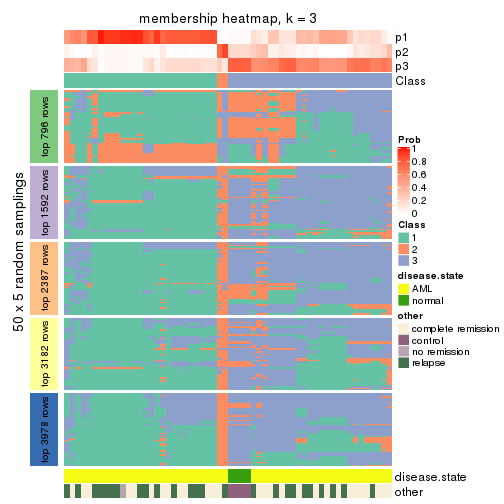 membership heatmap, k = 3
p1
p2
p3
Class
50 x 5 random samplings
top 796 rows
top 1592 rows
top 2387 rows
top 3182 rows
top 3978 rows
disease.state
other
Prob
1
0.8
0.6
0.4
0.2
0
Class
1
2
3
disease.state
AML
normal
other
complete remission
control
no remission
relapse